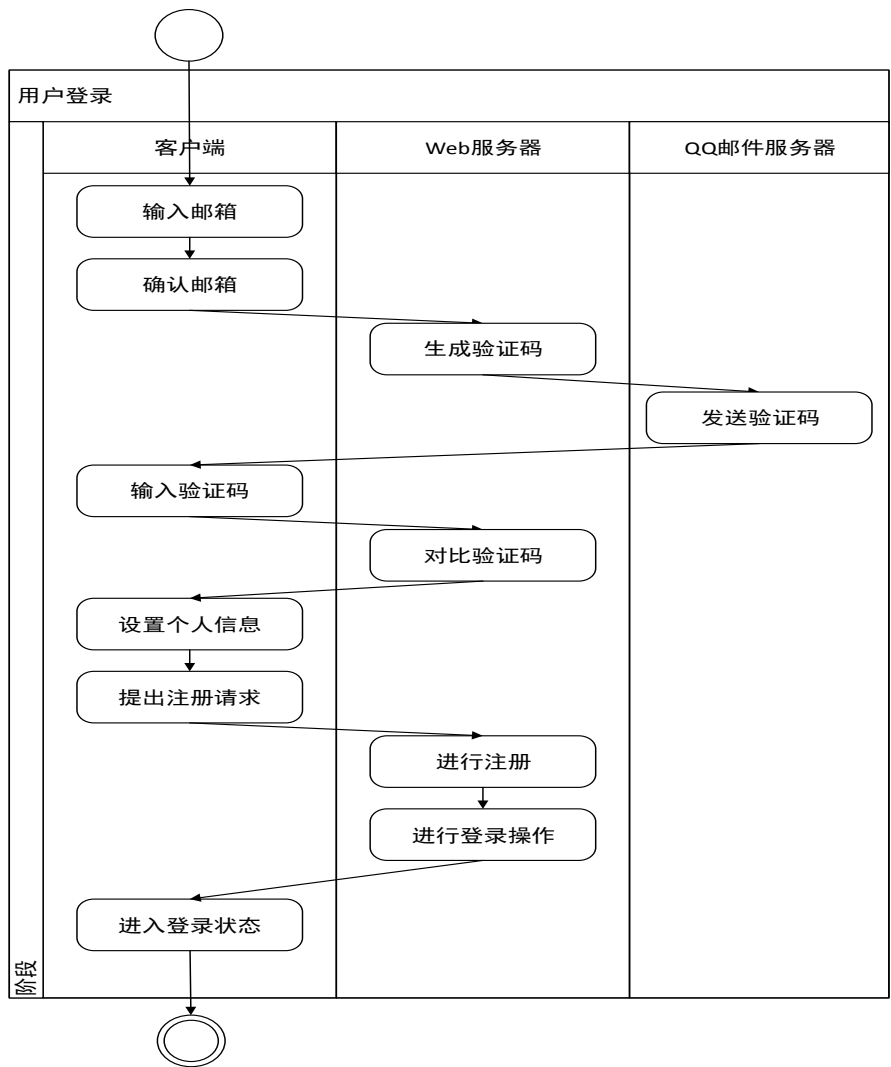 用户登录
客户端
Web服务器
QQ邮件服务器
输入邮箱
确认邮箱
生成验证码
发送验证码
输入验证码
对比验证码
设置个人信息
提出注册请求
进行注册
进行登录操作
进入登录状态
阶段